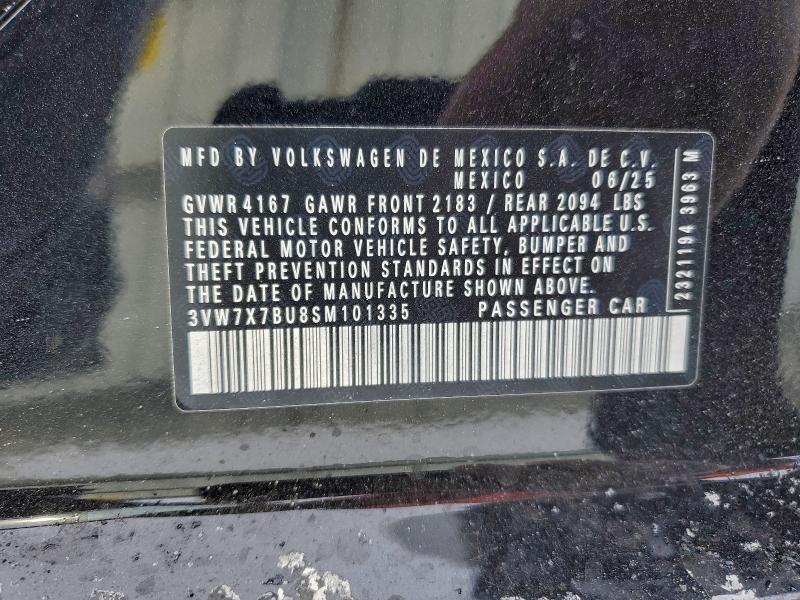 MFD BY VOLKSWAGEN DE MEXICO S.A. DE C.V.
MEXICO 06/25
GVWR 4167 GAWR FRONT 2183 / REAR 2094 LBS
THIS VEHICLE CONFORMS TO ALL APPLICABLE U.S.
FEDERAL MOTOR VEHICLE SAFETY, BUMPER AND
THEFT PREVENTION STANDARDS IN EFFECT ON
THE DATE OF MANUFACTURE SHOWN ABOVE.
3VW7X7BU8SM101335 PASSENGER CAR
2321194 3963 M